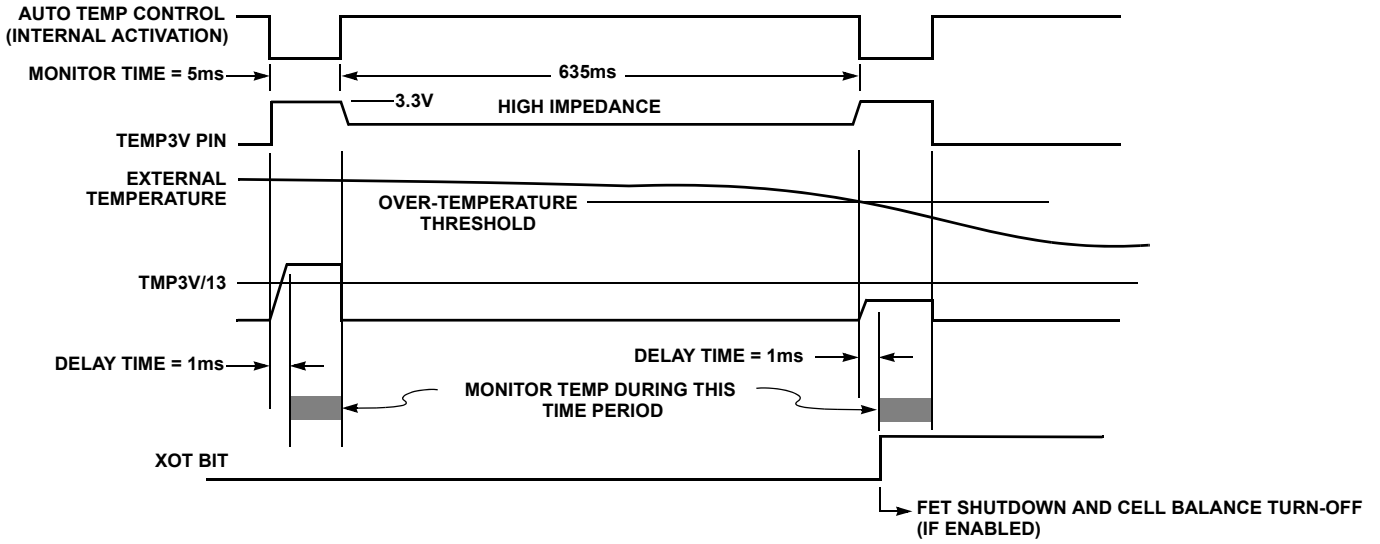 AUTO TEMP CONTROL
(INTERNAL ACTIVATION)
MONITOR TIME = 5ms
635ms
3.3V
HIGH IMPEDANCE
TEMP3V PIN
EXTERNAL
TEMPERATURE
OVER-TEMPERATURE
THRESHOLD
TMP3V/13
DELAY TIME = 1ms
DELAY TIME = 1ms
MONITOR TEMP DURING THIS
TIME PERIOD
XOT BIT
FET SHUTDOWN AND CELL BALANCE TURN-OFF
(IF ENABLED)